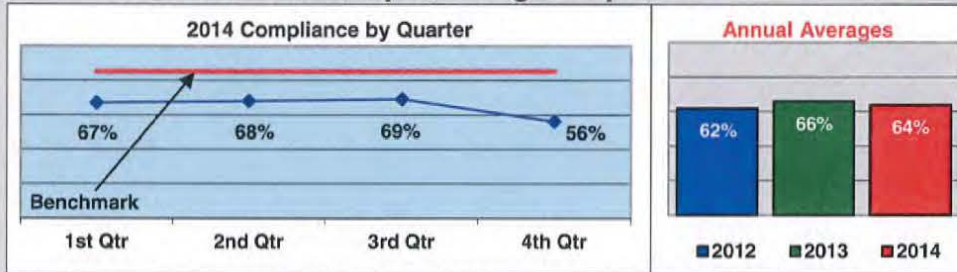 2014 Compliance by Quarter
67%
68%
69%
56%
Benchmark
1st Qtr
2nd Qtr
3rd Qtr
4th Qtr
Annual Averages
62%
66%
64%
2012
2013
2014